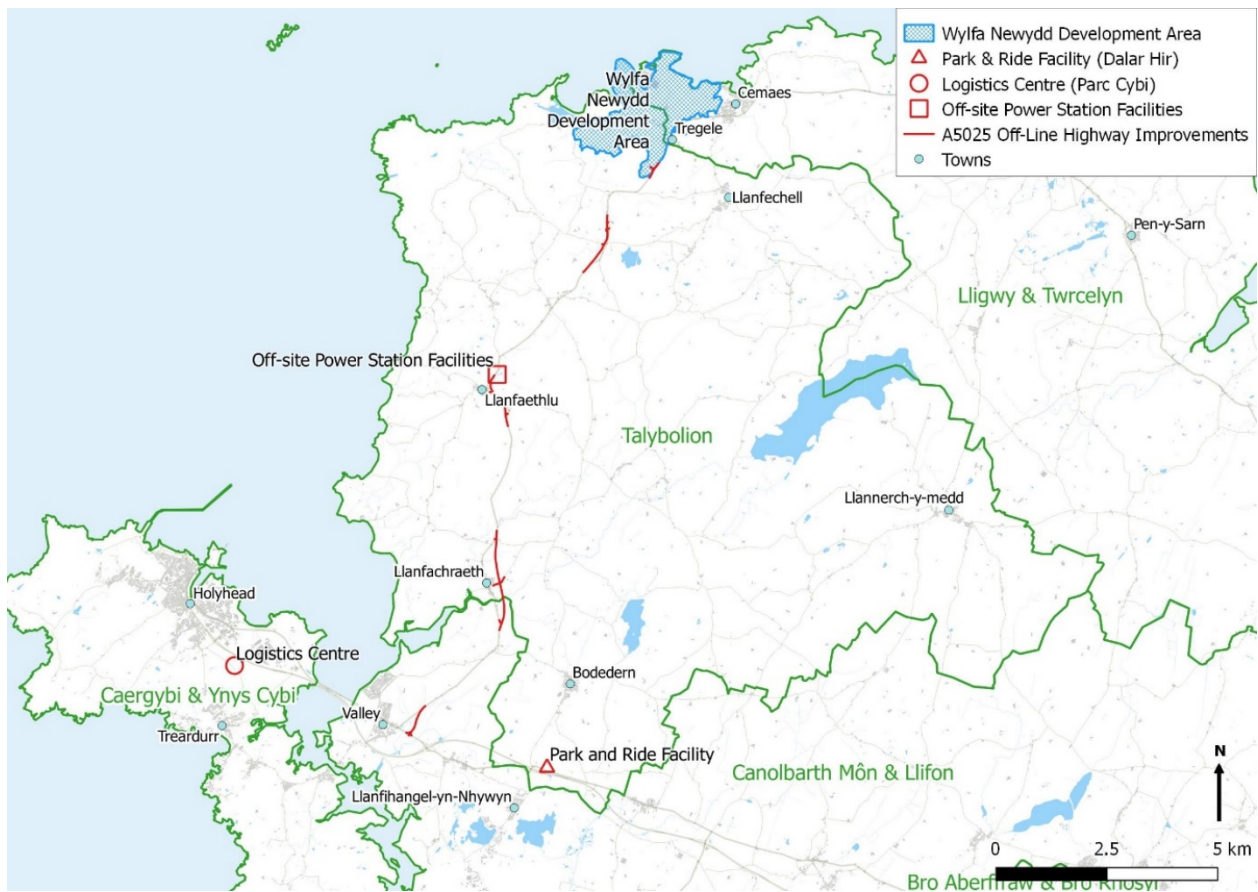 Wylfa Newydd Development Area
Park & Ride Facility (Dalar Hir)
Logistics Centre (Parc Cybi)
Off-site Power Station Facilities
A5025 Off-Line Highway Improvements
Towns
Wylfa
Newydd
Development
Area
Cemaes
Tregele
Llanfechell
Pen-y-Sarn
Lligwy & Twrcelyn
Off-site Power Station Facilities
Llanfaethlu
Talybolion
Llannerch-y-medd
Llanfachraeth
Holyhead
Logistics Centre
Caergybi & Ynys Cybi
Bodedern
Valley
Treardurr
Park and Ride Facility
Canolbarth Môn & Llifon
Llanfihangel-yn-Nhywyn
N
0 2.5 5 km
Bro Aberffraw & Bro Rhosyr